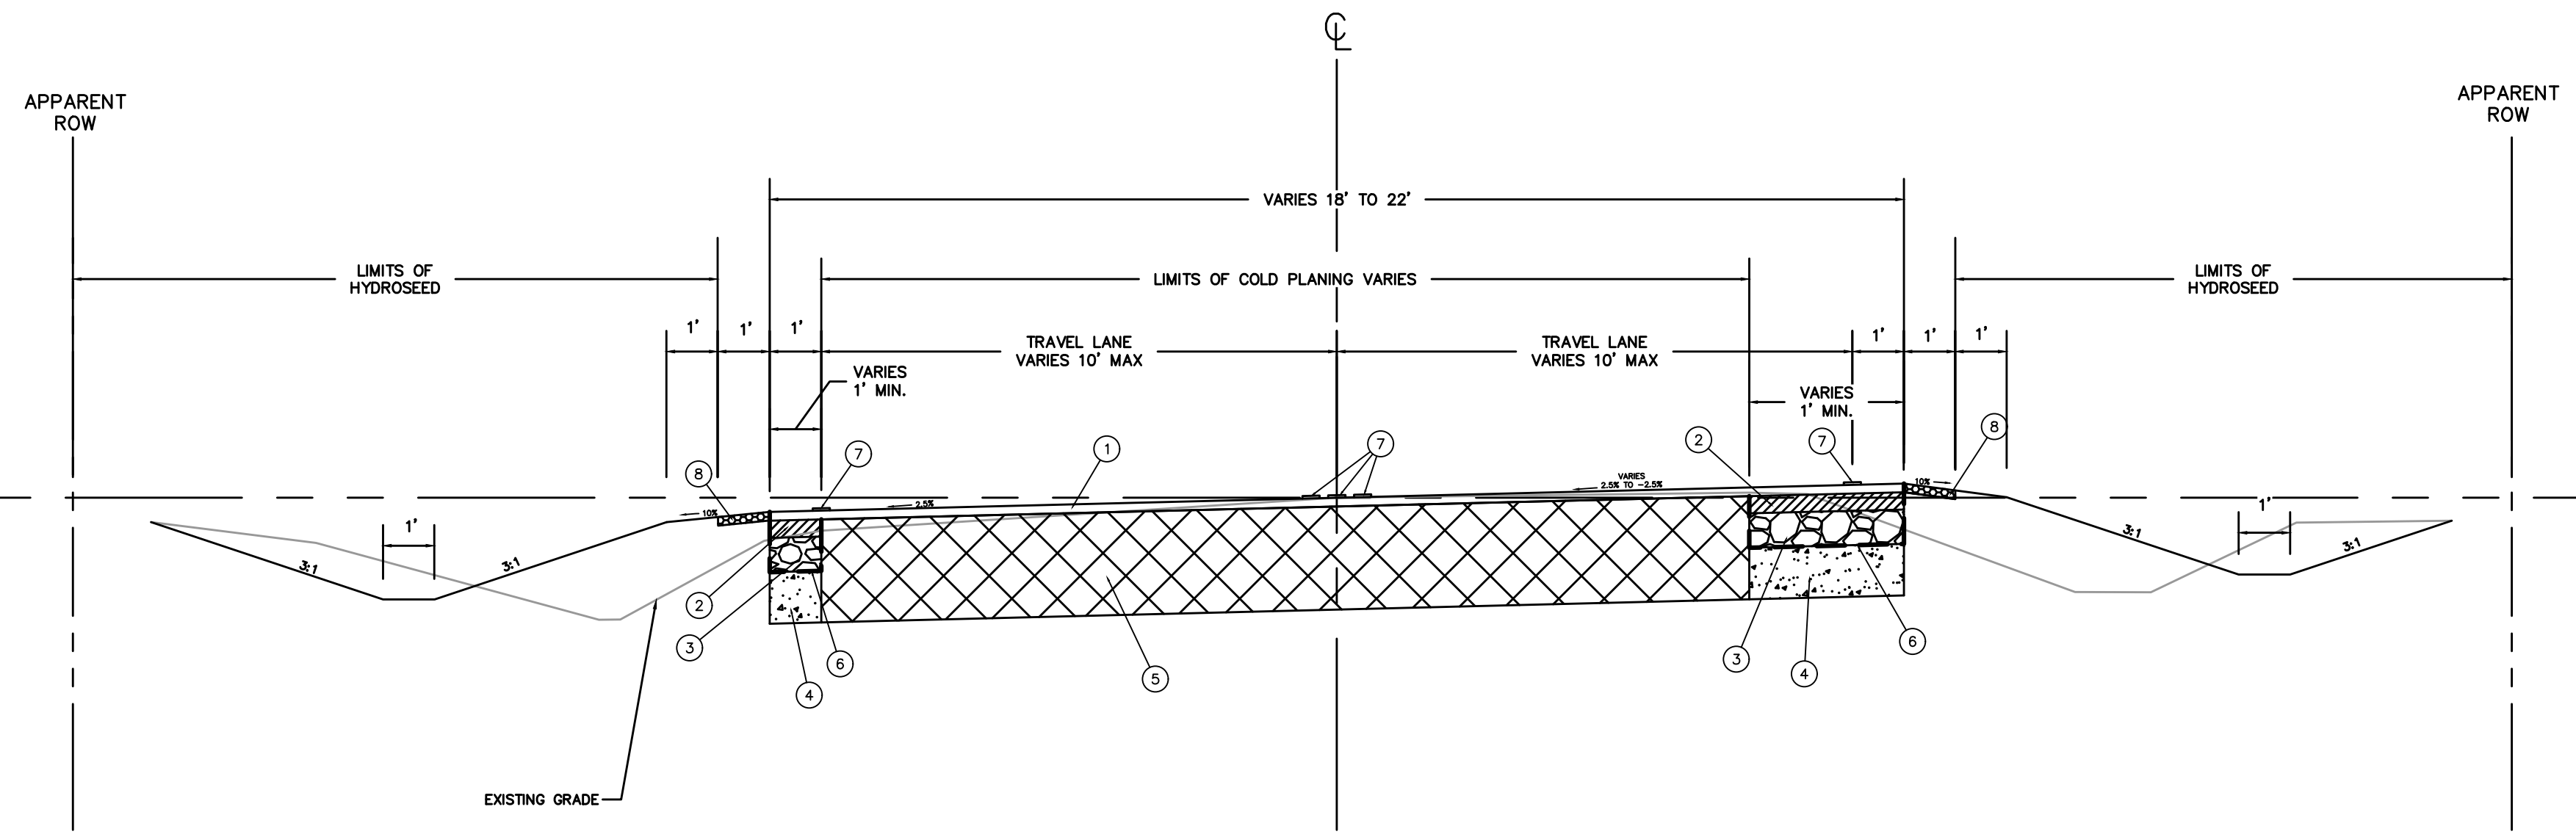 ℄
APPARENT
ROW
APPARENT
ROW
VARIES 18' TO 22'
LIMITS OF
HYDROSEED
LIMITS OF COLD PLANING VARIES
LIMITS OF
HYDROSEED
1'
1'
1'
TRAVEL LANE
VARIES 10' MAX
TRAVEL LANE
VARIES 10' MAX
1'
1'
1'
VARIES
1' MIN.
VARIES
1' MIN.
8
7
1
7
2
7
8
10%
2.5%
VARIES
2.5% TO -2.5%
10%
1'
1'
3:1
3:1
3:1
3:1
2
3
4
6
5
3
4
6
EXISTING GRADE